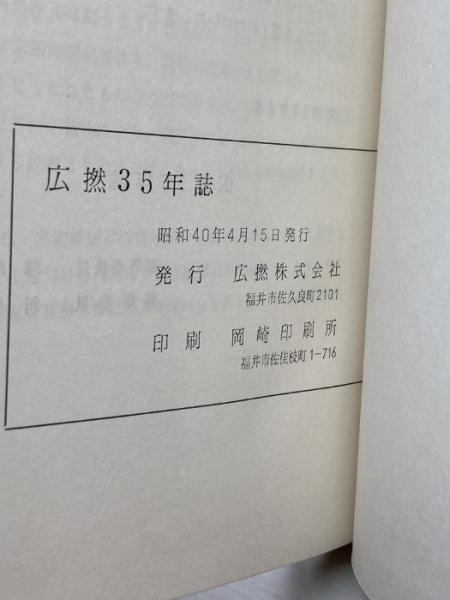 広撚35年誌
昭和40年4月15日発行
発行 広撚株式会社
福井市佐久良町2101
印刷 岡崎印刷所
福井市佐佳枝町1-716